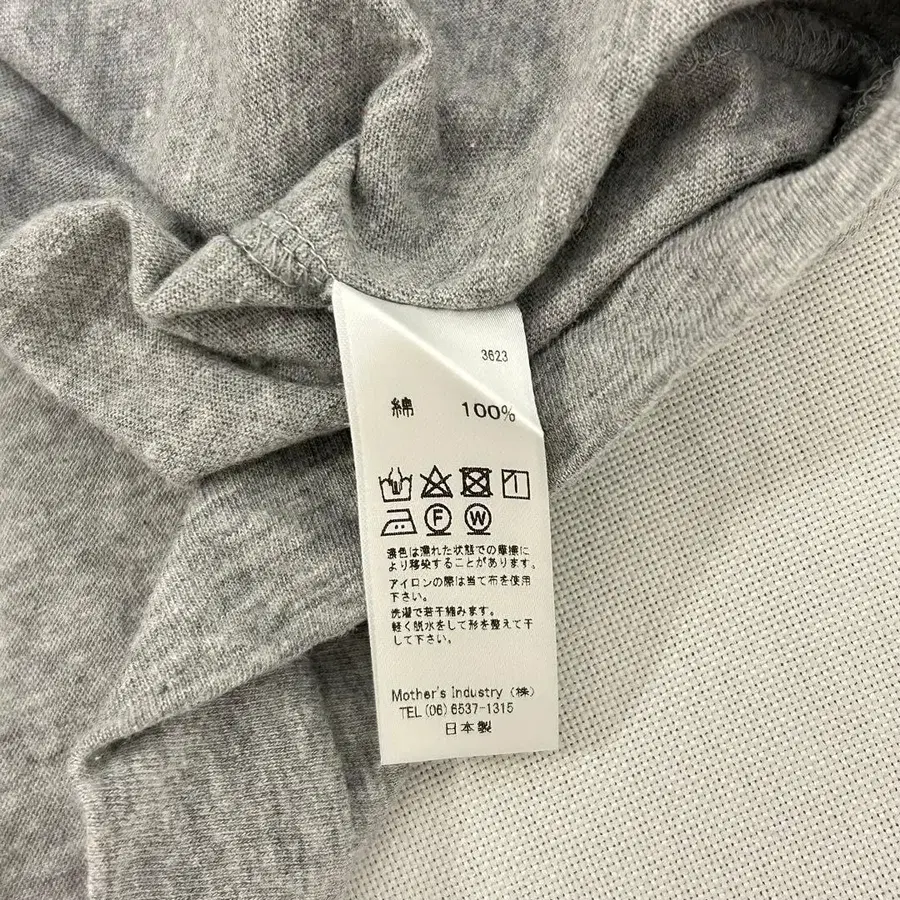 3623
綿 100%
F W
濃色は濡れた状態での摩擦に
より移染することがあります。
アイロンの際は当て布を使用
下さい。
洗濯で若干縮みます。
軽く脱水をして形を整えて干
して下さい。
Mother's Industry (株)
TEL(06)6537-1315
日本製